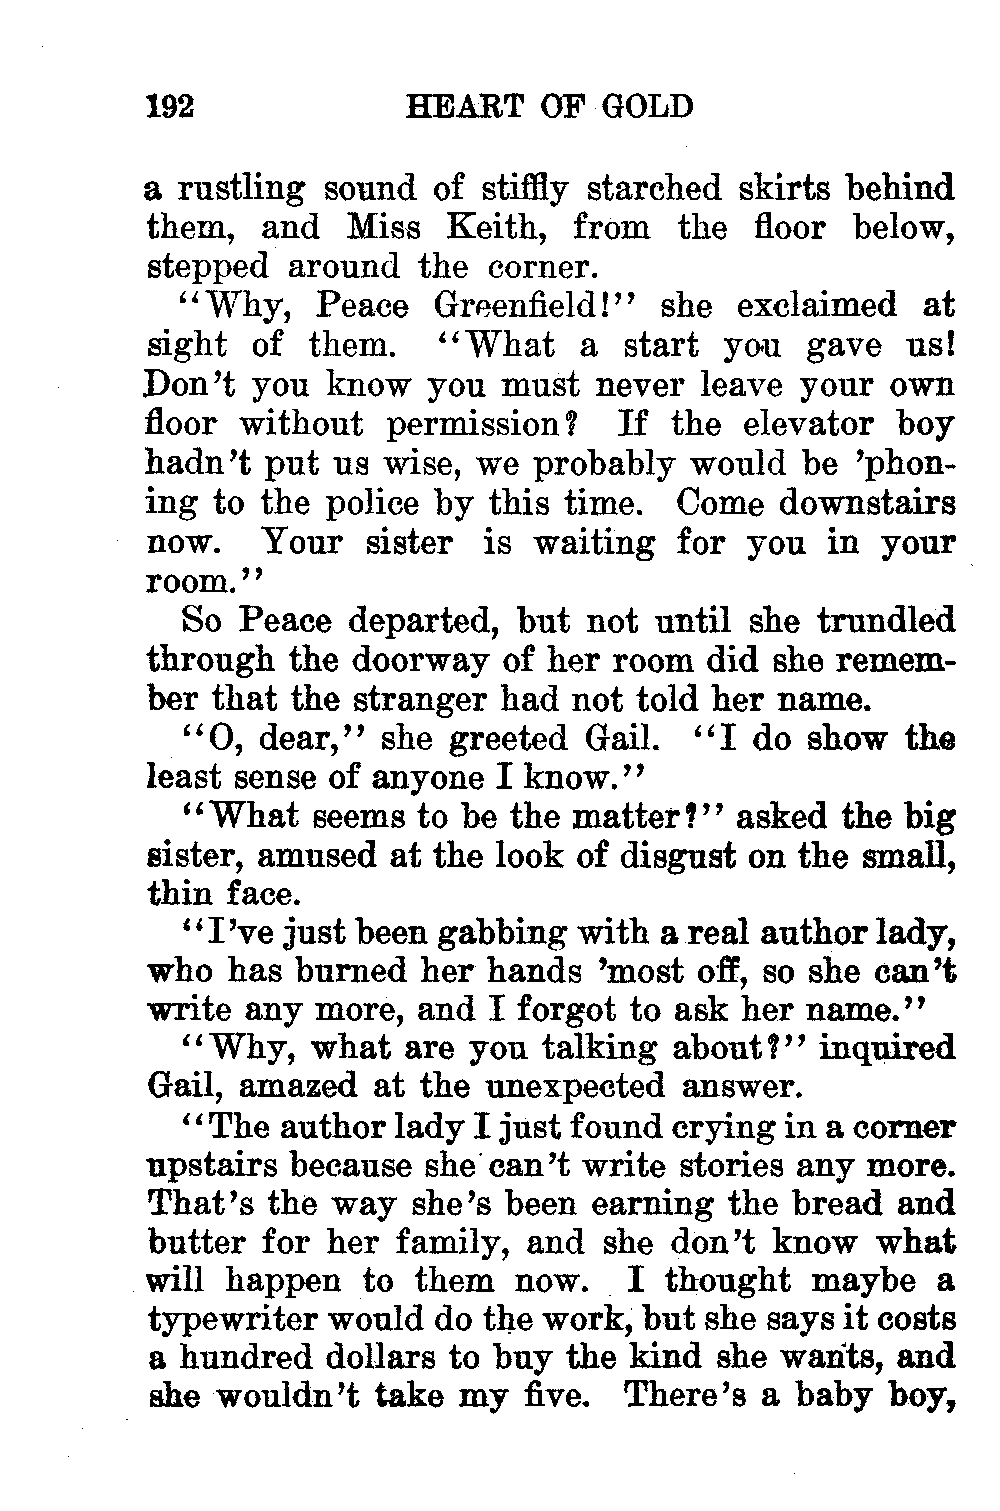 192 HEART OF GOLD
a rustling sound of stiffly starched skirts behind
them, and Miss Keith, from the floor below,
stepped around the corner.
"Why, Peace Greenfield!" she exclaimed at
sight of them. "What a start you gave us!
Don't you know you must never leave your own
floor without permission? If the elevator boy
hadn't put us wise, we probably would be 'phon-
ing to the police by this time. Come downstairs
now. Your sister is waiting for you in your
room."
So Peace departed, but not until she trundled
through the doorway of her room did she remem-
ber that the stranger had not told her name.
"O, dear," she greeted Gail. "I do show the
least sense of anyone I know."
"What seems to be the matter?" asked the big
sister, amused at the look of disgust on the small,
thin face.
"I've just been gabbing with a real author lady,
who has burned her hands 'most off, so she can't
write any more, and I forgot to ask her name."
"Why, what are you talking about?" inquired
Gail, amazed at the unexpected answer.
"The author lady I just found crying in a corner
upstairs because she can't write stories any more.
That's the way she's been earning the bread and
butter for her family, and she don't know what
will happen to them now. I thought maybe a
typewriter would do the work, but she says it costs
a hundred dollars to buy the kind she wants, and
she wouldn't take my five. There's a baby boy,